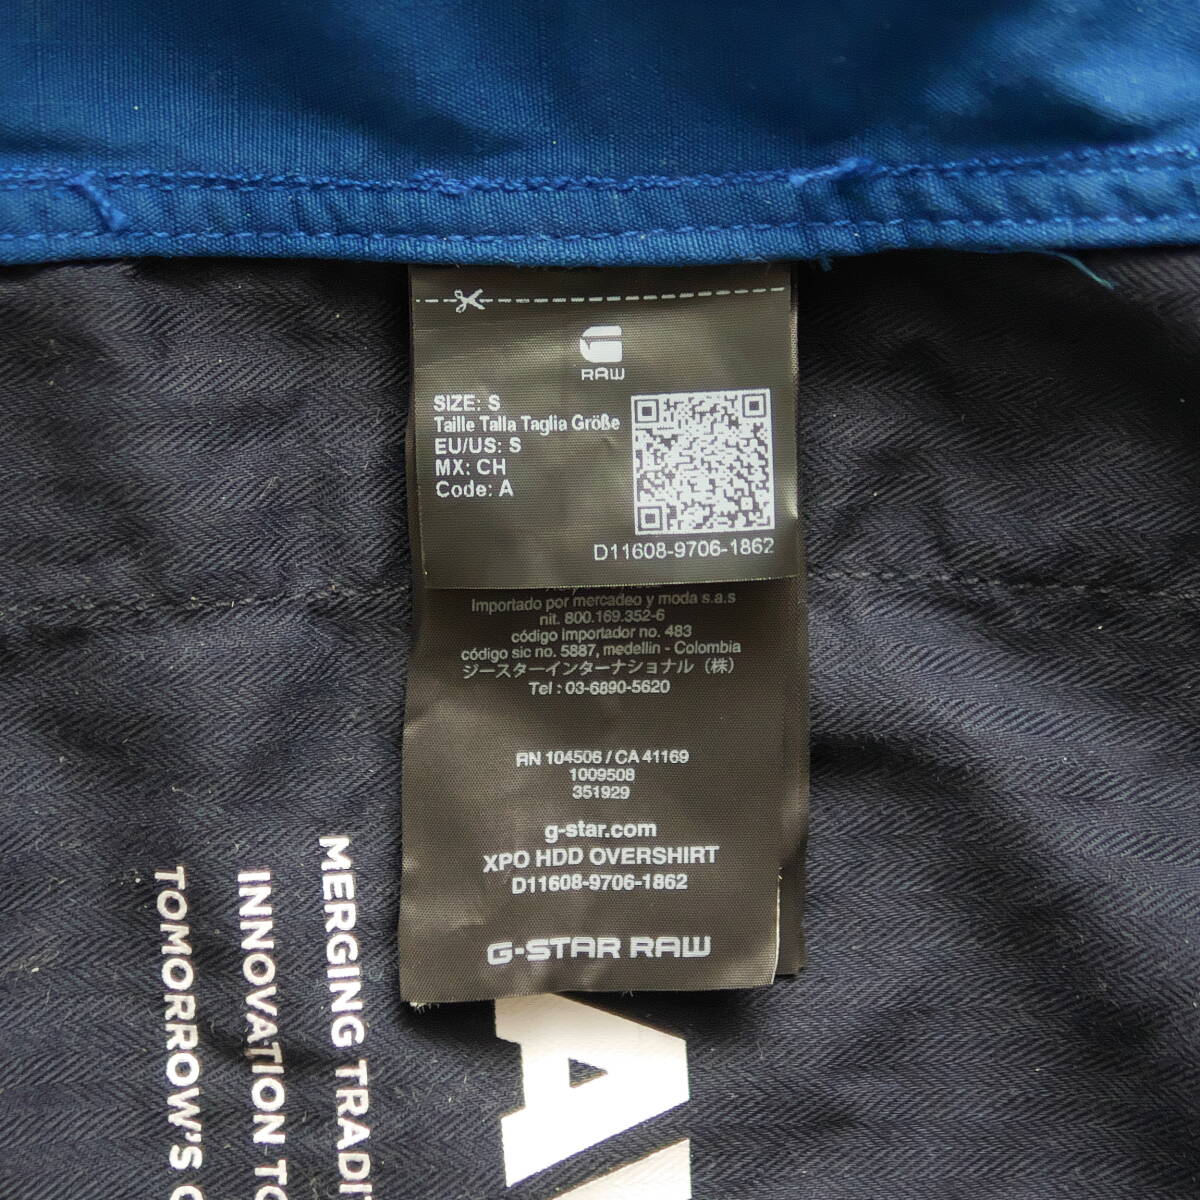 RAW
SIZE: S
Taille Talla Taglia Größe
EU/US: S
MX: CH
Code: A
D11608-9706-1862
Importado por mercadeo y moda s.a.s
nit. 800.169.352-6
código importador no. 483
código sic no. 5887, medellin - Colombia
ジースターインターナショナル（株）
Tel : 03-6890-5620
RN 104506 / CA 41169
1009508
351929
g-star.com
XPO HDD OVERSHIRT
D11608-9706-1862
G-STAR RAW
MERGING TRADI
INNOVATION TO
TOMORROW'S